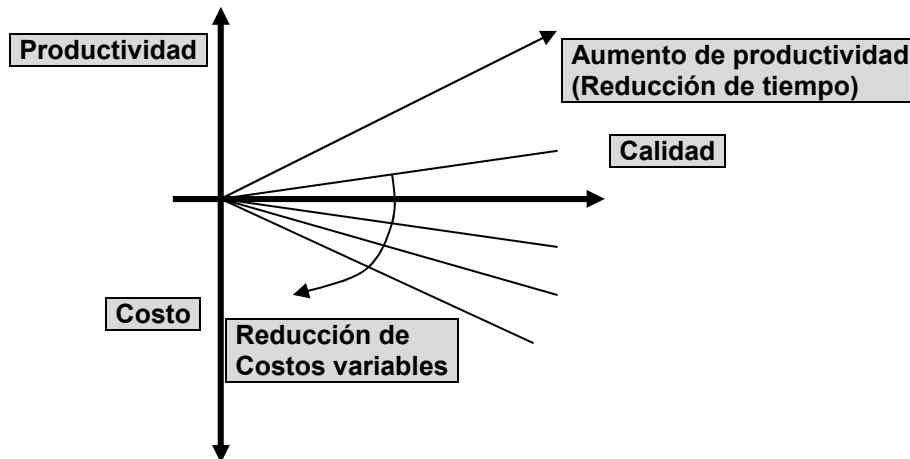 Productividad
Aumento de productividad
(Reducción de tiempo)
Calidad
Costo
Reducción de
Costos variables